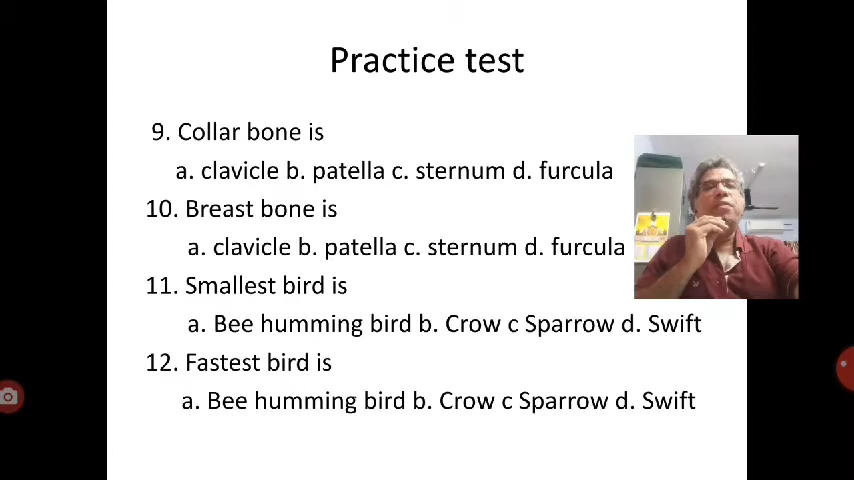 Practice test
9. Collar bone is
a. clavicle b. patella c. sternum d. furcula
10. Breast bone is
a. clavicle b. patella c. sternum d. furcula
11. Smallest bird is
a. Bee humming bird b. Crow c Sparrow d. Swift
12. Fastest bird is
a. Bee humming bird b. Crow c Sparrow d. Swift